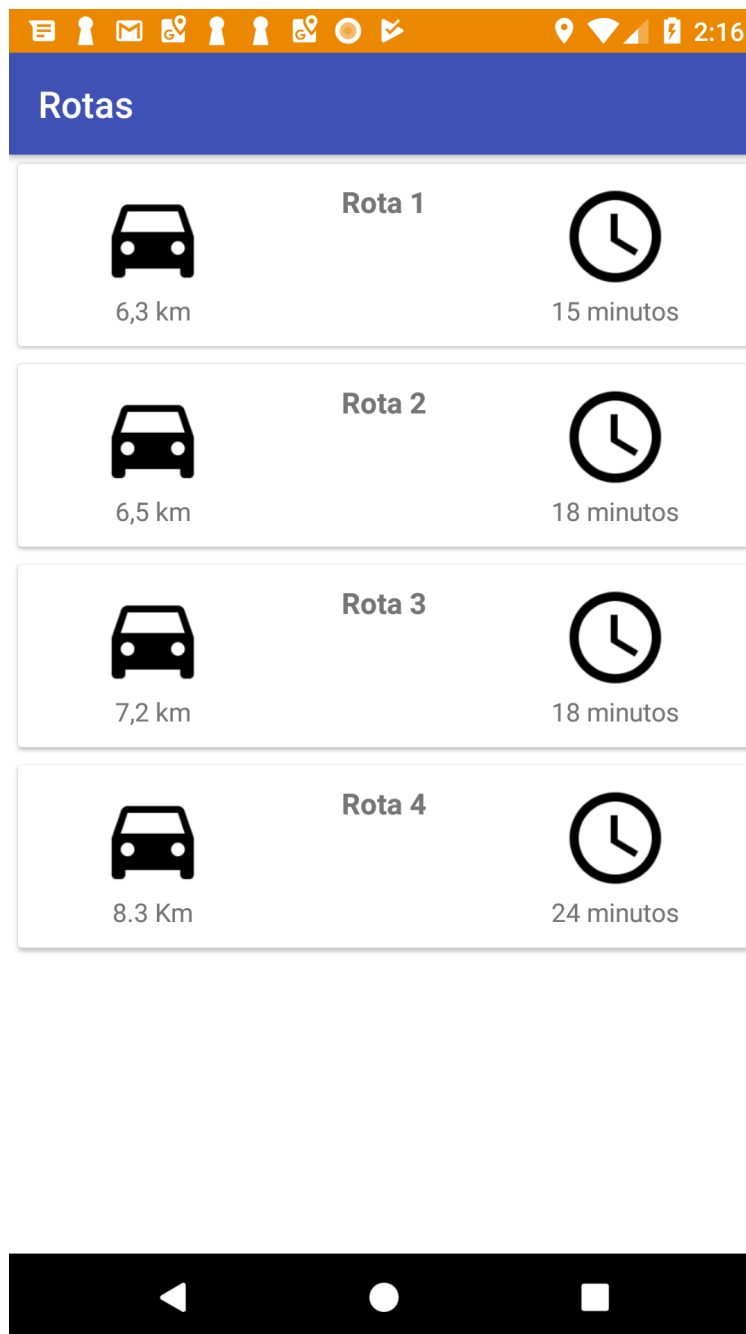 2:16
Rotas
Rota 1
6,3 km
15 minutos
Rota 2
6,5 km
18 minutos
Rota 3
7,2 km
18 minutos
Rota 4
8.3 Km
24 minutos